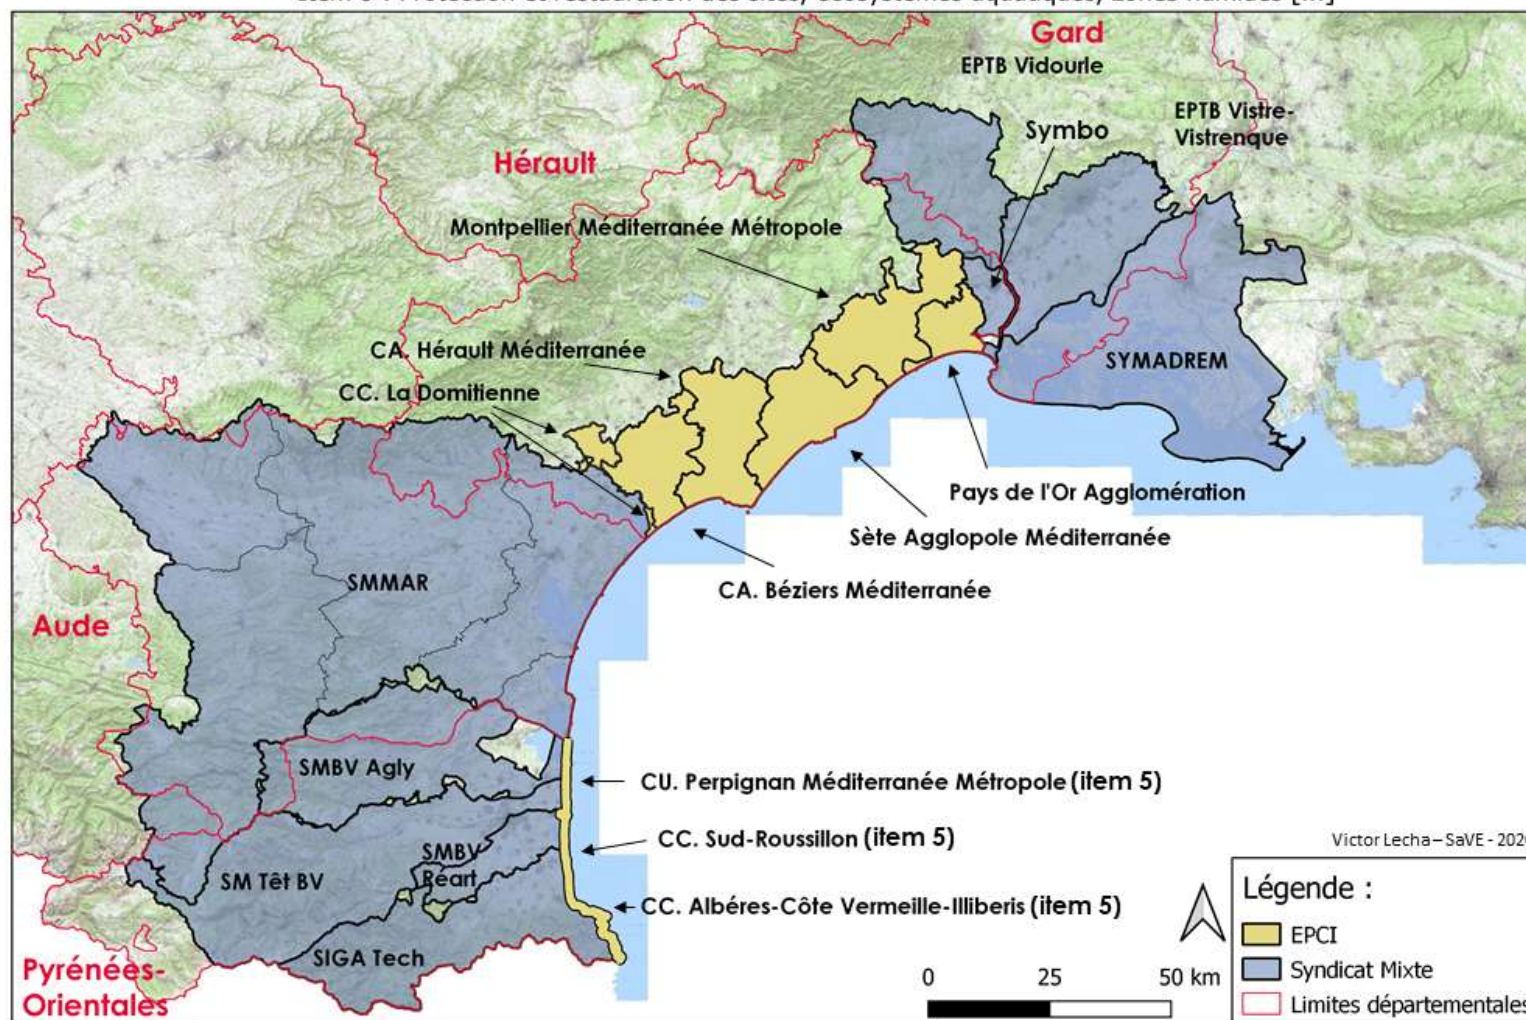 Gard
EPTB Vidourle
EPTB Vistre-
Vistrenque
Symbo
Hérault
Montpellier Méditerranée Métropole
CA. Hérault Méditerranée
SYMADREM
CC. La Domitienne
Pays de l'Or Agglomération
Sète Agglopole Méditerranée
CA. Béziers Méditerranée
SMMAR
Aude
SMBV Agly
CU. Perpignan Méditerranée Métropole (item 5)
CC. Sud-Roussillon (item 5)
Victor Lecha – SaVE - 2020
SMBV
Reart
SM Têt BV
CC. Albéres-Côte Vermeille-Illiberis (item 5)
SIGA Tech
Pyrénées-
Orientales
0 25 50 km
Légende :
EPCI
Syndicat Mixte
Limites départementales